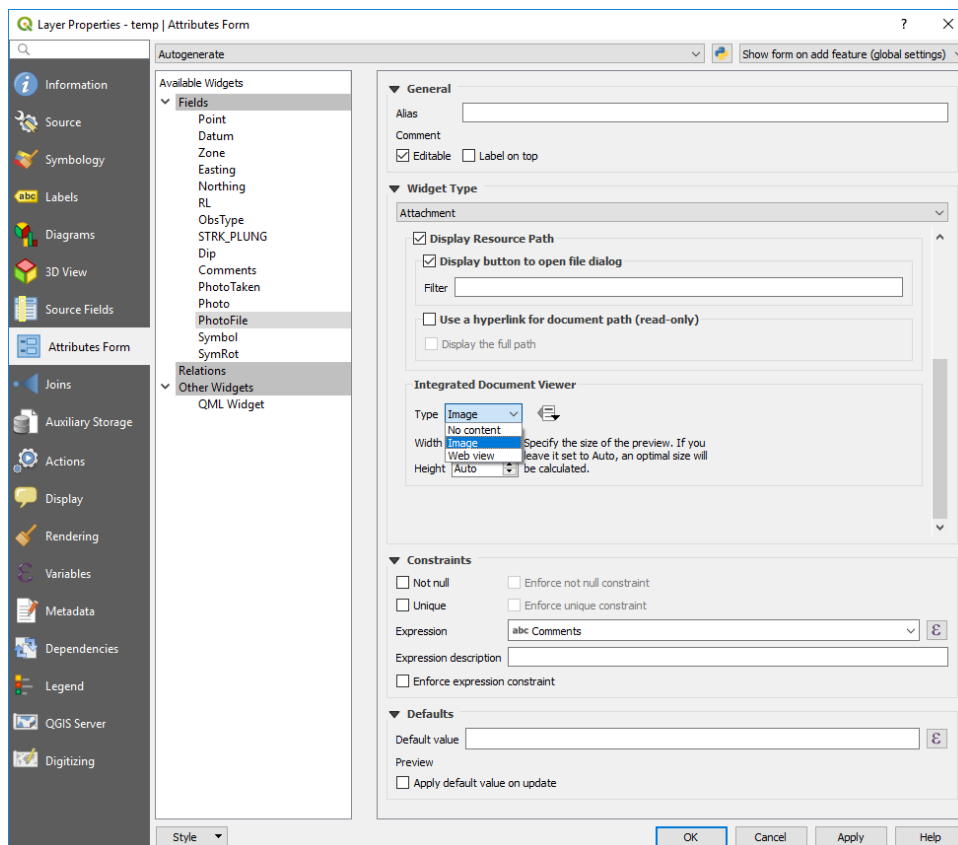 Layer Properties - temp | Attributes Form
?
Autogenerate
Show form on add feature (global settings)
Information
Source
Symbology
abc Labels
Diagrams
3D View
Source Fields
Attributes Form
Joins
Auxiliary Storage
Actions
Display
Rendering
Variables
Metadata
Dependencies
Legend
QGIS Server
Digitizing
Available Widgets
Fields
Point
Datum
Zone
Easting
Northing
RL
ObsType
STRK_PLUNG
Dip
Comments
PhotoTaken
Photo
PhotoFile
Symbol
SymRot
Relations
Other Widgets
QML Widget
Style
General
Alias
Comment
Editable Label on top
Widget Type
Attachment
Display Resource Path
Display button to open file dialog
Filter
Use a hyperlink for document path (read-only)
Display the full path
Integrated Document Viewer
Type Image
No content
Image
Web view
Width
Height Auto
Specify the size of the preview. If you
leave it set to Auto, an optimal size will
be calculated.
Constraints
Not null Enforce not null constraint
Unique Enforce unique constraint
Expression abc Comments ε
Expression description
Enforce expression constraint
Defaults
Default value ε
Preview
Apply default value on update
OK Cancel Apply Help